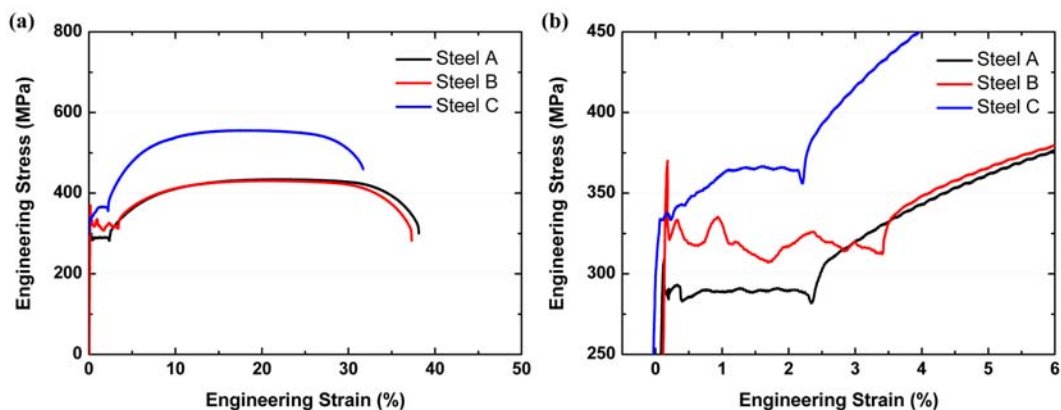 (a)
800
600
400
200
0
Engineering Stress (MPa)
Steel A
Steel B
Steel C
0 10 20 30 40 50
Engineering Strain (%)
(b)
450
400
350
300
250
Engineering Stress (MPa)
Steel A
Steel B
Steel C
0 1 2 3 4 5 6
Engineering Strain (%)